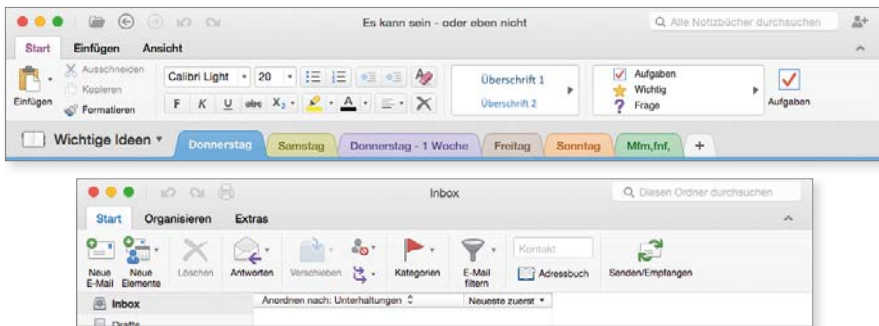 Es kann sein - oder eben nicht
Alle Notizbücher durchsuchen
Start Einfügen Ansicht
Einfügen
Ausschneiden
Kopieren
Formatieren
Calibri Light 20
F K U abc X₂ A
Überschrift 1
Überschrift 2
Aufgaben
Wichtig
Frage
Aufgaben
Wichtige Ideen Donnerstag Samstag Donnerstag - 1 Woche Freitag Sonntag Mfm,fnf, +
Inbox
Diesen Ordner durchsuchen
Start Organisieren Extras
Neue
E-Mail
Neue
Elemente
Löschen
Antworten
Verschieben
Kategorien
E-Mail
filtern
Kontakt
Adressbuch
Senden/Empfangen
Inbox
Anordnen nach: Unterhaltungen Neueste zuerst
Drafts